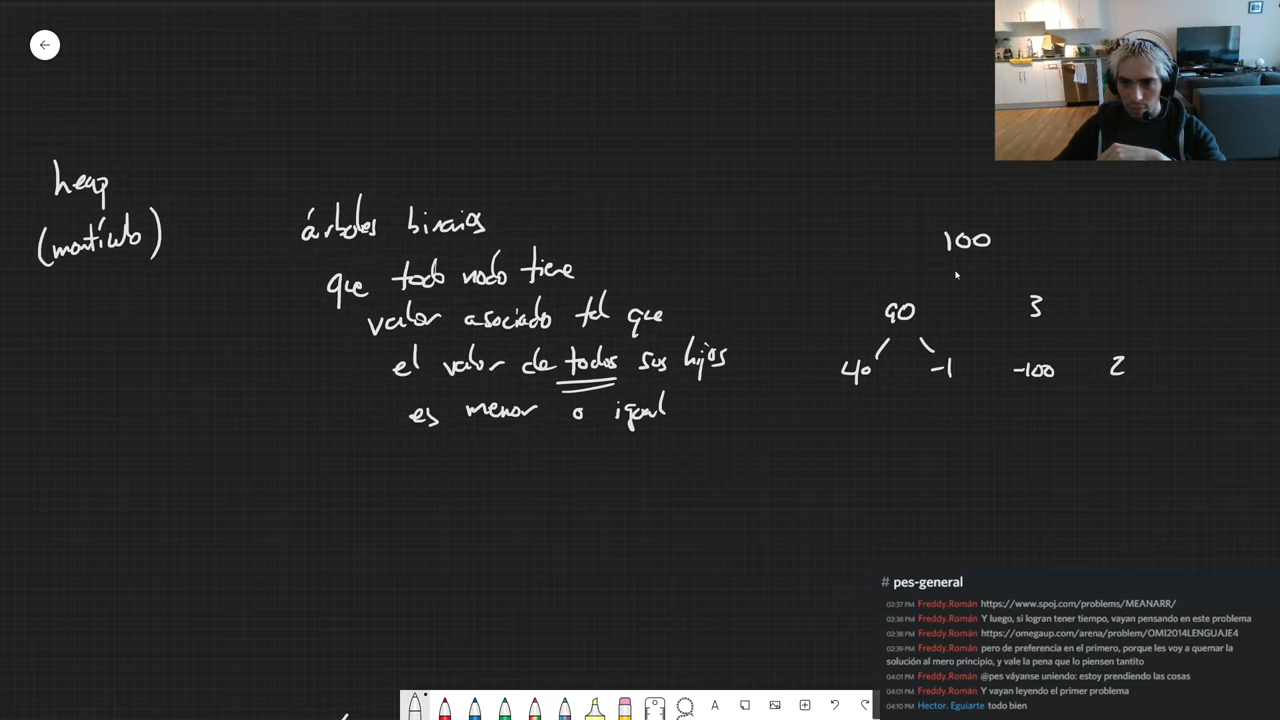 heap
(montículo)
árboles binarios
que todo nodo tiene
valor asociado tal que
el valor de todos sus hijos
es menor o igual
100
90 3
40 -1 -100 2
# pes-general
02:37 PM Freddy.Román https://www.spoj.com/problems/MEANARR/
02:38 PM Freddy.Román Y luego, si logran tener tiempo, vayan pensando en este problema
02:38 PM Freddy.Román https://omegaup.com/arena/problem/OMI2014LENGUAJE4
02:39 PM Freddy.Román pero de preferencia en el primero, porque les voy a quemar la
solución al mero principio, y vale la pena que lo piensen tantito
04:01 PM Freddy.Román @pes váyanse uniendo: estoy prendiendo las cosas
04:01 PM Freddy.Román Y vayan leyendo el primer problema
04:10 PM Hector. Eguiarte todo bien
A